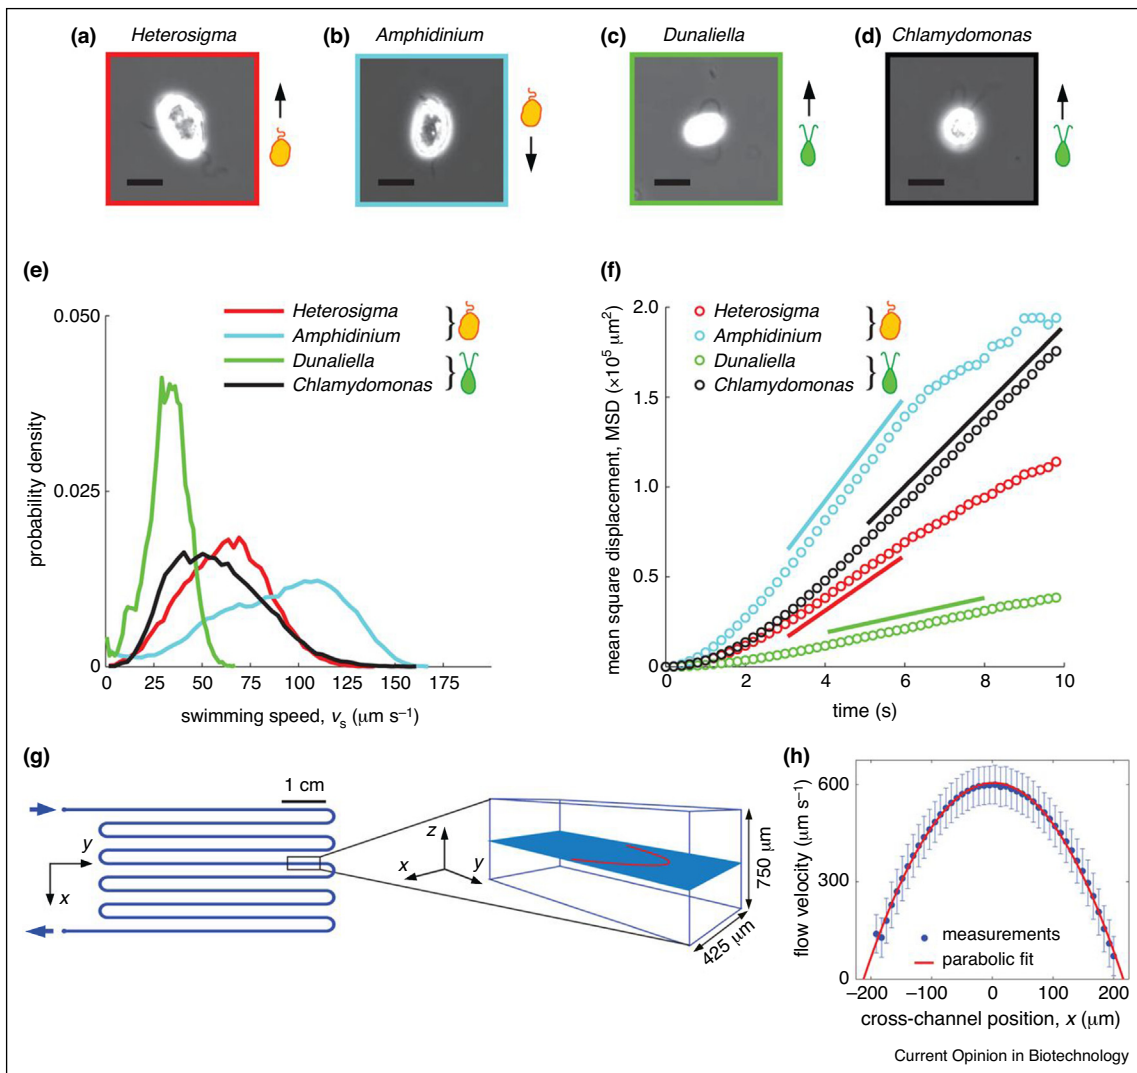 (a) Heterosigma
(b) Amphidinium
(c) Dunaliella
(d) Chlamydomonas
(e)
0.050
0.025
0
probability density
Heterosigma
Amphidinium
Dunaliella
Chlamydomonas
0 25 50 75 100 125 150 175
swimming speed, vs (μm s–1)
(f)
2.0
1.5
1.0
0.5
0
mean square displacement, MSD (×10⁵ μm²)
Heterosigma
Amphidinium
Dunaliella
Chlamydomonas
0 2 4 6 8 10
time (s)
(g)
1 cm
y
x
z
x
y
750 μm
425 μm
(h)
600
300
0
flow velocity (μm s–1)
measurements
parabolic fit
–200 –100 0 100 200
cross-channel position, x (μm)
Current Opinion in Biotechnology